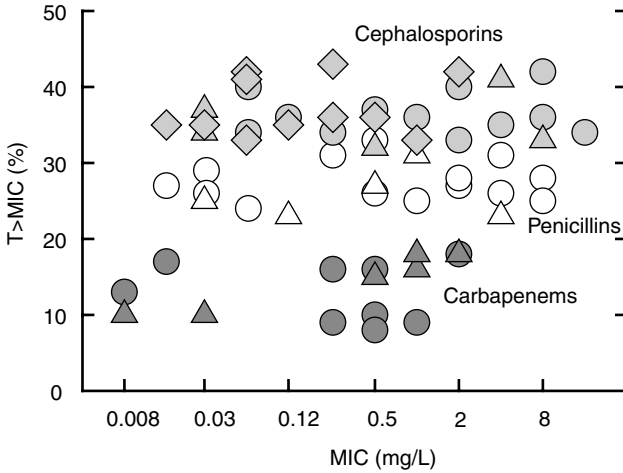 50
Cephalosporins
40
30
T>MIC (%)
20
Penicillins
Carbapenems
10
0
0.008 0.03 0.12 0.5 2 8
MIC (mg/L)